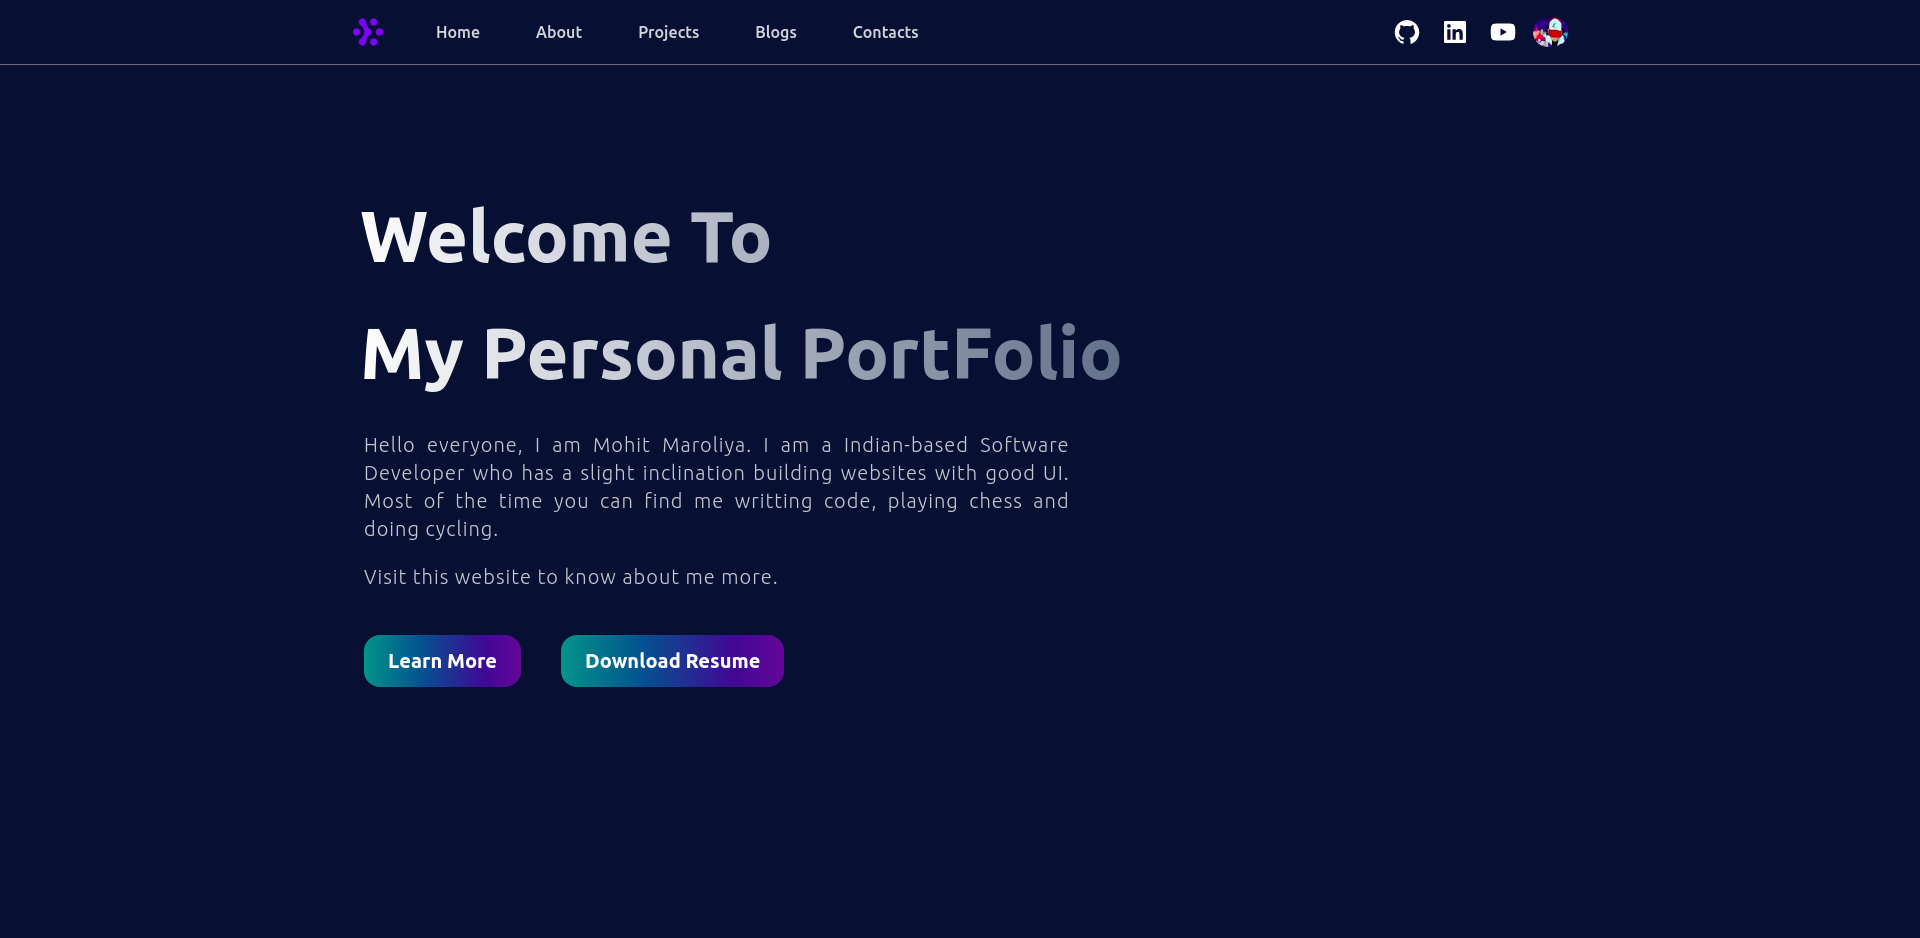 Home About Projects Blogs Contacts
Welcome To
My Personal PortFolio
Hello everyone, I am Mohit Maroliya. I am a Indian-based Software
Developer who has a slight inclination building websites with good UI.
Most of the time you can find me writting code, playing chess and
doing cycling.
Visit this website to know about me more.
Learn More Download Resume